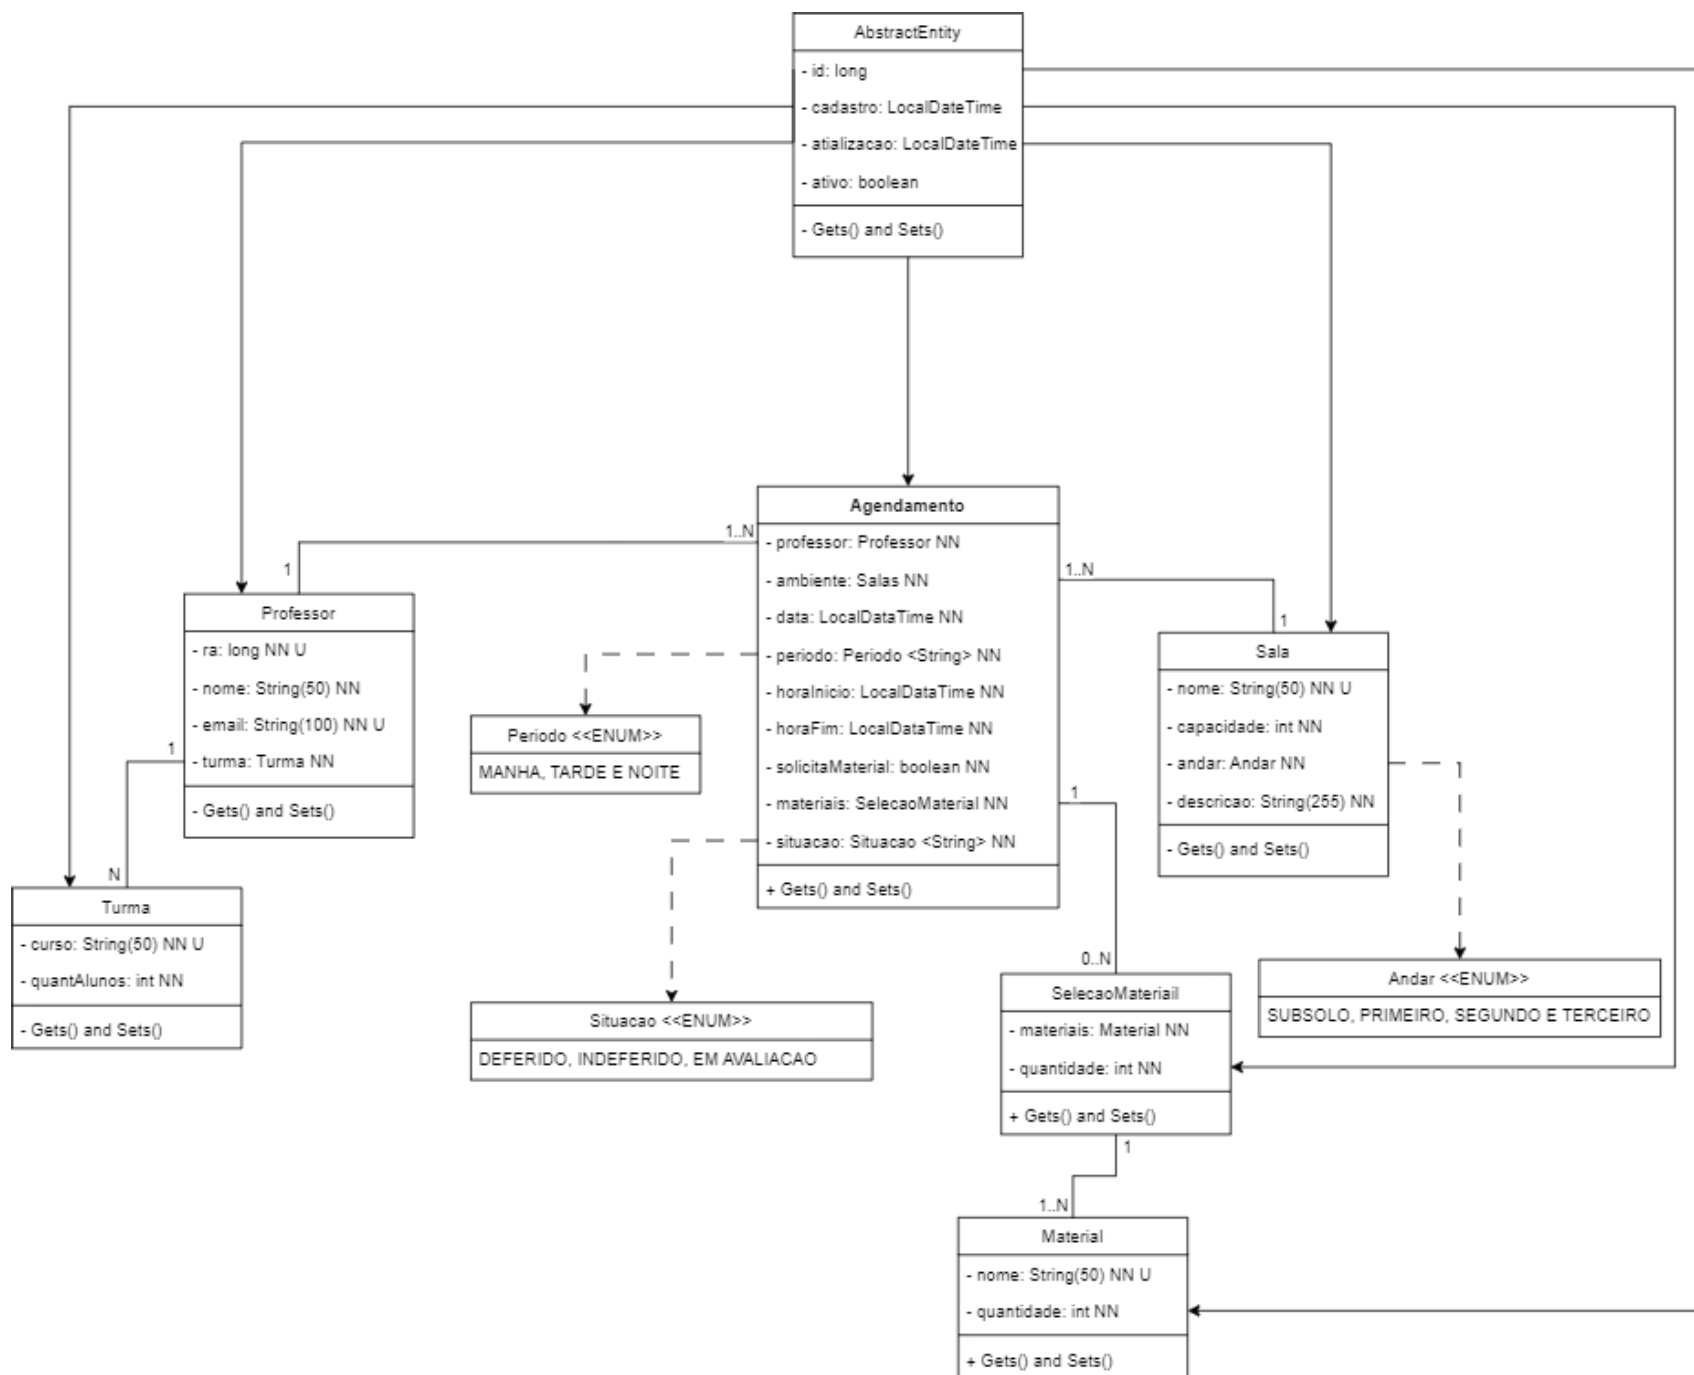 AbstractEntity
- id: long
- cadastro: LocalDateTime
- atializacao: LocalDateTime
- ativo: boolean
- Gets() and Sets()
Agendamento
- professor: Professor NN
- ambiente: Salas NN
- data: LocalDataTime NN
- periodo: Periodo <String> NN
- horaInicio: LocalDataTime NN
- horaFim: LocalDataTime NN
- solicitaMaterial: boolean NN
- materiais: SelecaoMaterial NN
- situacao: Situacao <String> NN
+ Gets() and Sets()
1..N
1
1..N
1
1
0..N
Professor
- ra: long NN U
- nome: String(50) NN
- email: String(100) NN U
- turma: Turma NN
- Gets() and Sets()
1
N
Periodo <<ENUM>>
MANHA, TARDE E NOITE
Sala
- nome: String(50) NN U
- capacidade: int NN
- andar: Andar NN
- descricao: String(255) NN
- Gets() and Sets()
Turma
- curso: String(50) NN U
- quantAlunos: int NN
- Gets() and Sets()
Situacao <<ENUM>>
DEFERIDO, INDEFERIDO, EM AVALIACAO
SelecaoMateriail
- materiais: Material NN
- quantidade: int NN
+ Gets() and Sets()
Andar <<ENUM>>
SUBSOLO, PRIMEIRO, SEGUNDO E TERCEIRO
1
1..N
Material
- nome: String(50) NN U
- quantidade: int NN
+ Gets() and Sets()